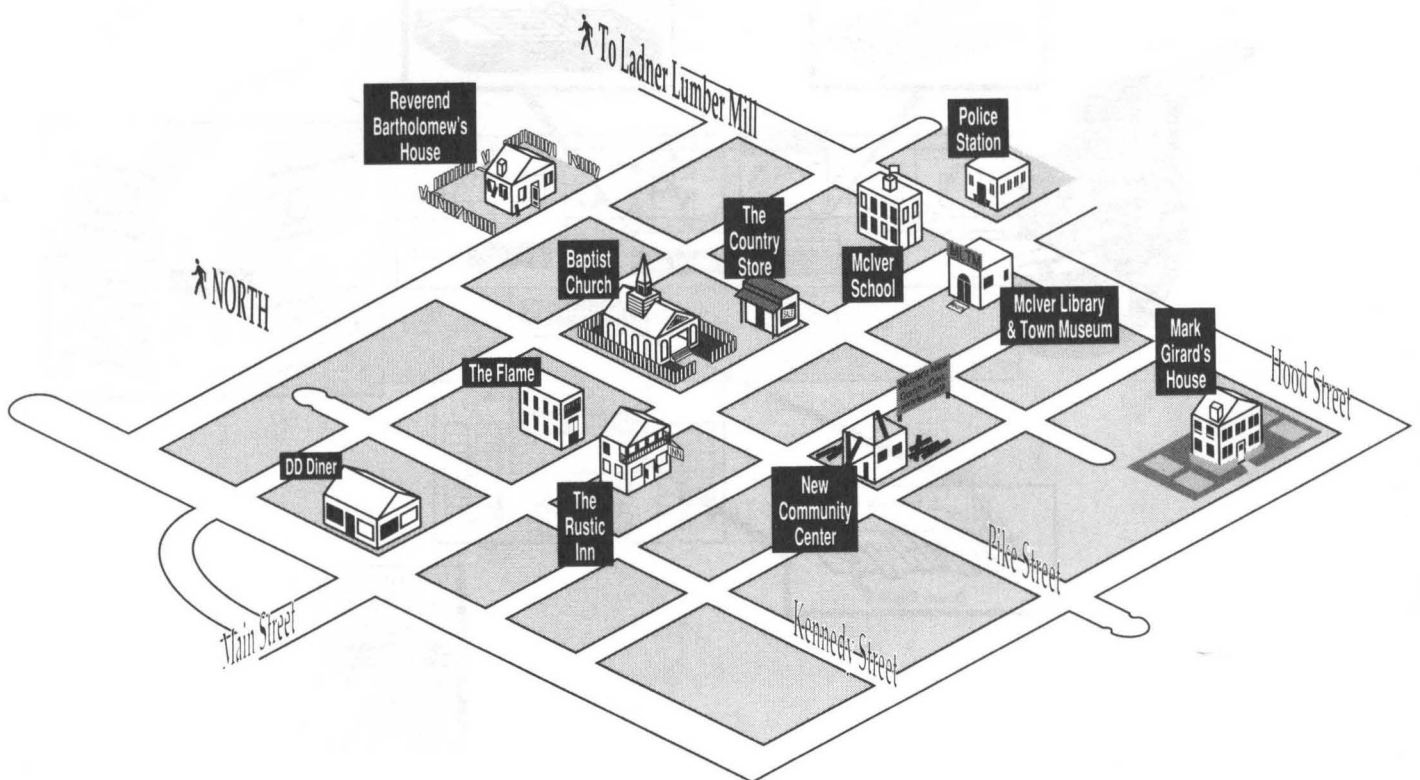 To Ladner Lumber Mill
Reverend
Bartholomew's
House
Police
Station
The
Country
Store
Baptist
Church
McIver
School
NORTH
MLTM
McIver Library
& Town Museum
Mark
Girard's
House
Hood Street
The Flame
DD Diner
INN
The
Rustic
Inn
New
Community
Center
Pike Street
Kennedy Street
Main Street